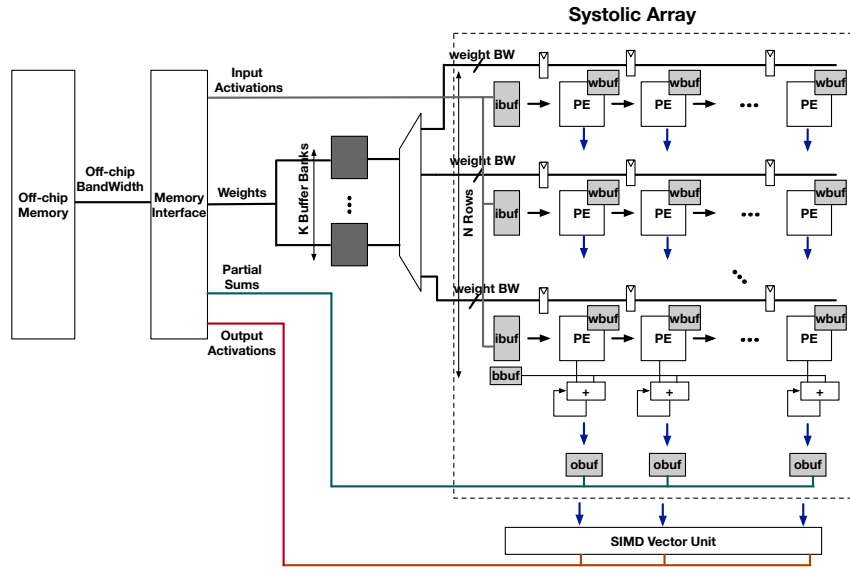 Systolic Array
weight BW
Input
Activations
ibuf
PE
wbuf
PE
wbuf
...
PE
wbuf
Off-chip
Memory
Off-chip
BandWidth
Memory
Interface
Weights
K Buffer Banks
...
N Rows
weight BW
ibuf
PE
wbuf
PE
wbuf
...
PE
wbuf
...
Partial
Sums
Output
Activations
weight BW
ibuf
PE
wbuf
PE
wbuf
...
PE
wbuf
bbuf
+
+
+
obuf
obuf
obuf
SIMD Vector Unit